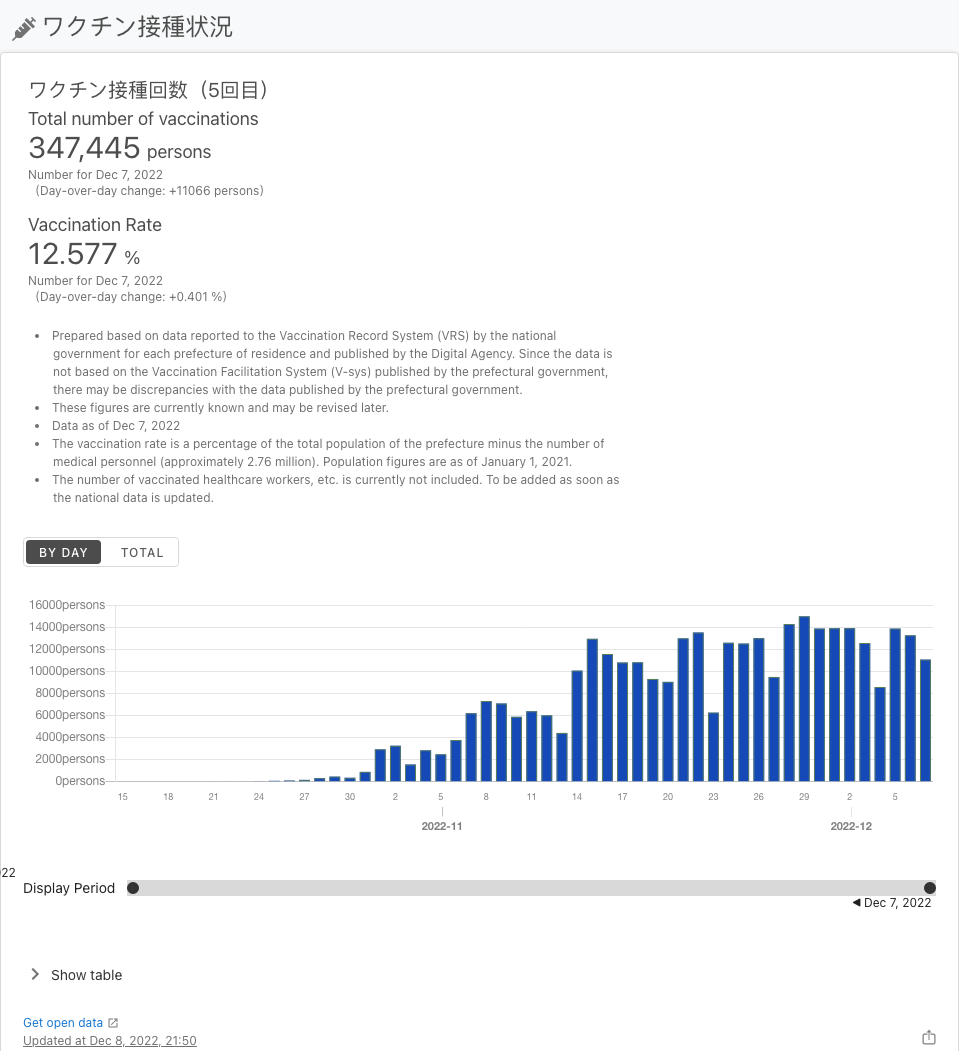 ワクチン接種状況
ワクチン接種回数（5回目）
Total number of vaccinations
347,445 persons
Number for Dec 7, 2022
(Day-over-day change: +11066 persons)
Vaccination Rate
12.577 %
Number for Dec 7, 2022
(Day-over-day change: +0.401 %)
• Prepared based on data reported to the Vaccination Record System (VRS) by the national
government for each prefecture of residence and published by the Digital Agency. Since the data is
not based on the Vaccination Facilitation System (V-sys) published by the prefectural government,
there may be discrepancies with the data published by the prefectural government.
• These figures are currently known and may be revised later.
• Data as of Dec 7, 2022
• The vaccination rate is a percentage of the total population of the prefecture minus the number of
medical personnel (approximately 2.76 million). Population figures are as of January 1, 2021.
• The number of vaccinated healthcare workers, etc. is currently not included. To be added as soon as
the national data is updated.
BY DAY TOTAL
16000persons
14000persons
12000persons
10000persons
8000persons
6000persons
4000persons
2000persons
0persons
15 18 21 24 27 30 2 5 8 11 14 17 20 23 26 29 2 5
2022-11 2022-12
22
Display Period
◀ Dec 7, 2022
Show table
Get open data
Updated at Dec 8, 2022, 21:50